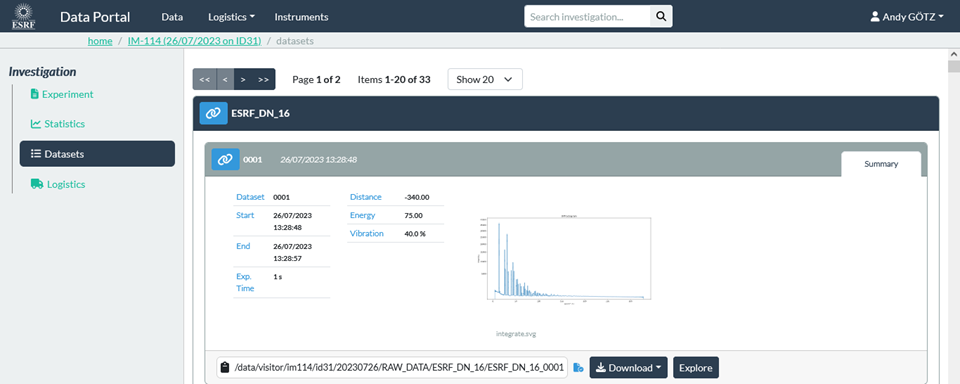 ESRF
Data Portal
Data
Logistics
Instruments
Search investigation...
Andy GÖTZ
home / IM-114 (26/07/2023 on ID31) / datasets
Investigation
Experiment
Statistics
Datasets
Logistics
<< < > >> Page 1 of 2 Items 1-20 of 33 Show 20
ESRF_DN_16
0001 26/07/2023 13:28:48
Summary
Dataset 0001
Start 26/07/2023
13:28:48
End 26/07/2023
13:28:57
Exp. 1 s
Time
Distance -340.00
Energy 75.00
Vibration 40.0 %
integrate.svg
/data/visitor/im114/id31/20230726/RAW_DATA/ESRF_DN_16/ESRF_DN_16_0001
Download
Explore